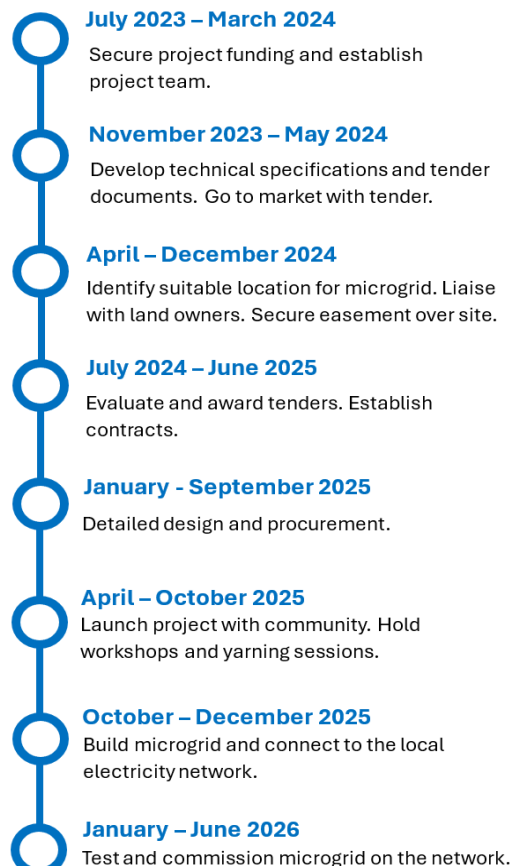 July 2023 – March 2024
Secure project funding and establish
project team.
November 2023 – May 2024
Develop technical specifications and tender
documents. Go to market with tender.
April – December 2024
Identify suitable location for microgrid. Liaise
with land owners. Secure easement over site.
July 2024 – June 2025
Evaluate and award tenders. Establish
contracts.
January - September 2025
Detailed design and procurement.
April – October 2025
Launch project with community. Hold
workshops and yarning sessions.
October – December 2025
Build microgrid and connect to the local
electricity network.
January – June 2026
Test and commission microgrid on the network.